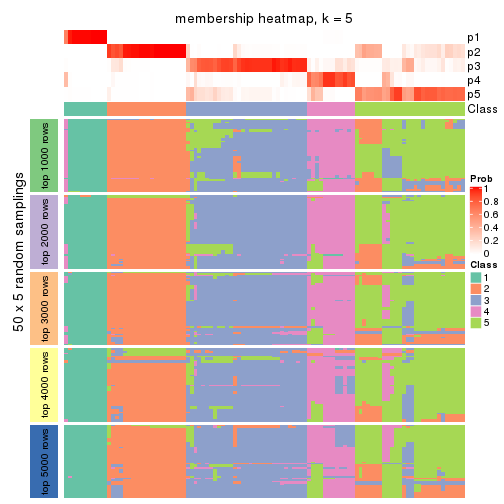 membership heatmap, k = 5
p1
p2
p3
p4
p5
Class
50 x 5 random samplings
top 1000 rows
top 2000 rows
top 3000 rows
top 4000 rows
top 5000 rows
Prob
1
0.8
0.6
0.4
0.2
0
Class
1
2
3
4
5